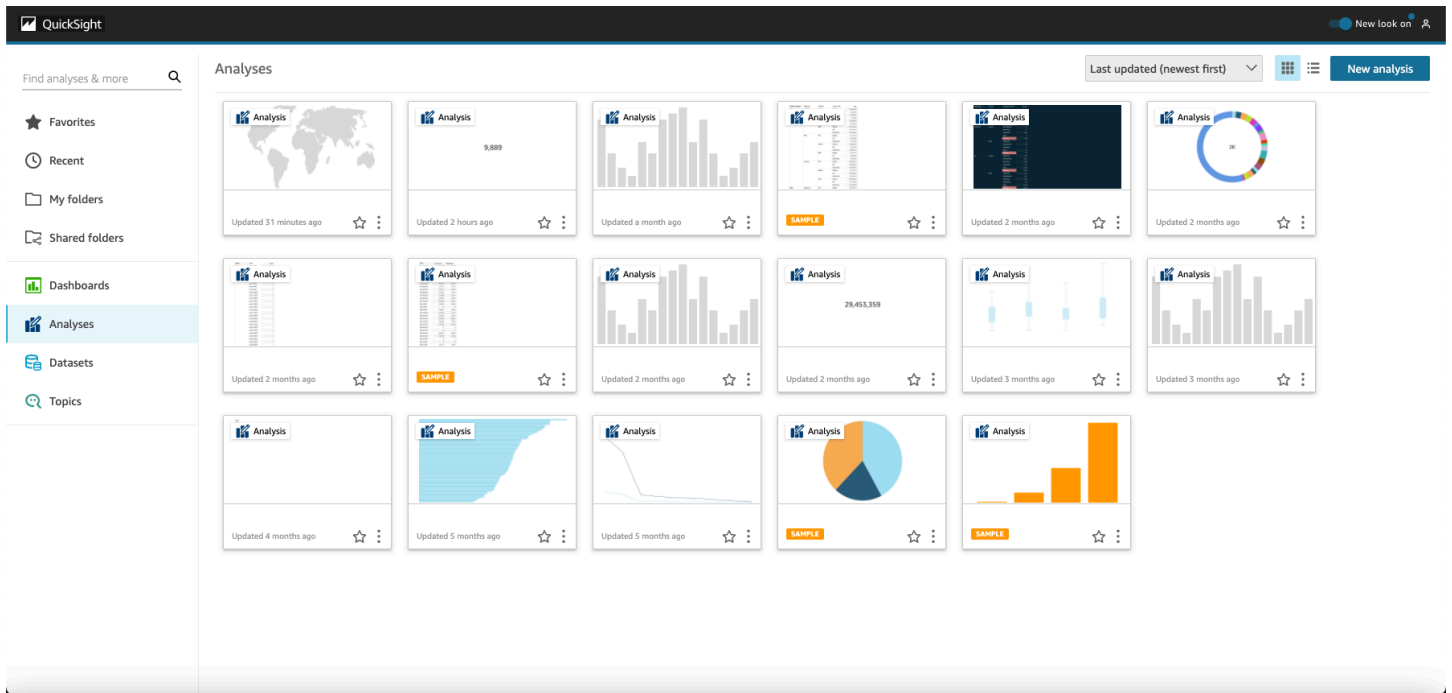 QuickSight
New look on
Find analyses & more
Favorites
Recent
My folders
Shared folders
Dashboards
Analyses
Datasets
Topics
Analyses
Last updated (newest first)
New analysis
Analysis
Updated 31 minutes ago
Analysis
9,889
Updated 2 hours ago
Analysis
Updated a month ago
Analysis
SAMPLE
Analysis
Updated 2 months ago
Analysis
2K
Updated 2 months ago
Analysis
Updated 2 months ago
Analysis
SAMPLE
Analysis
Updated 2 months ago
Analysis
29,453,359
Updated 2 months ago
Analysis
Updated 3 months ago
Analysis
Updated 3 months ago
Analysis
Updated 4 months ago
Analysis
Updated 5 months ago
Analysis
Updated 5 months ago
Analysis
SAMPLE
Analysis
SAMPLE